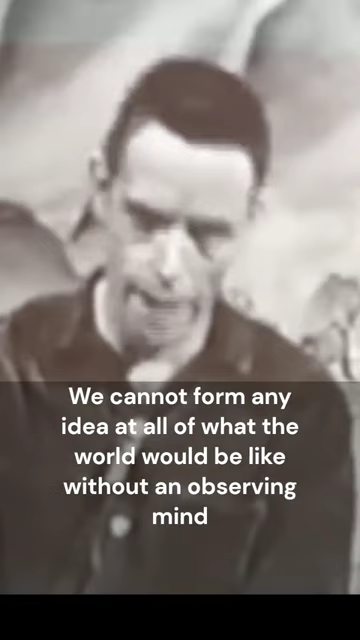 We cannot form any
idea at all of what the
world would be like
without an observing
mind